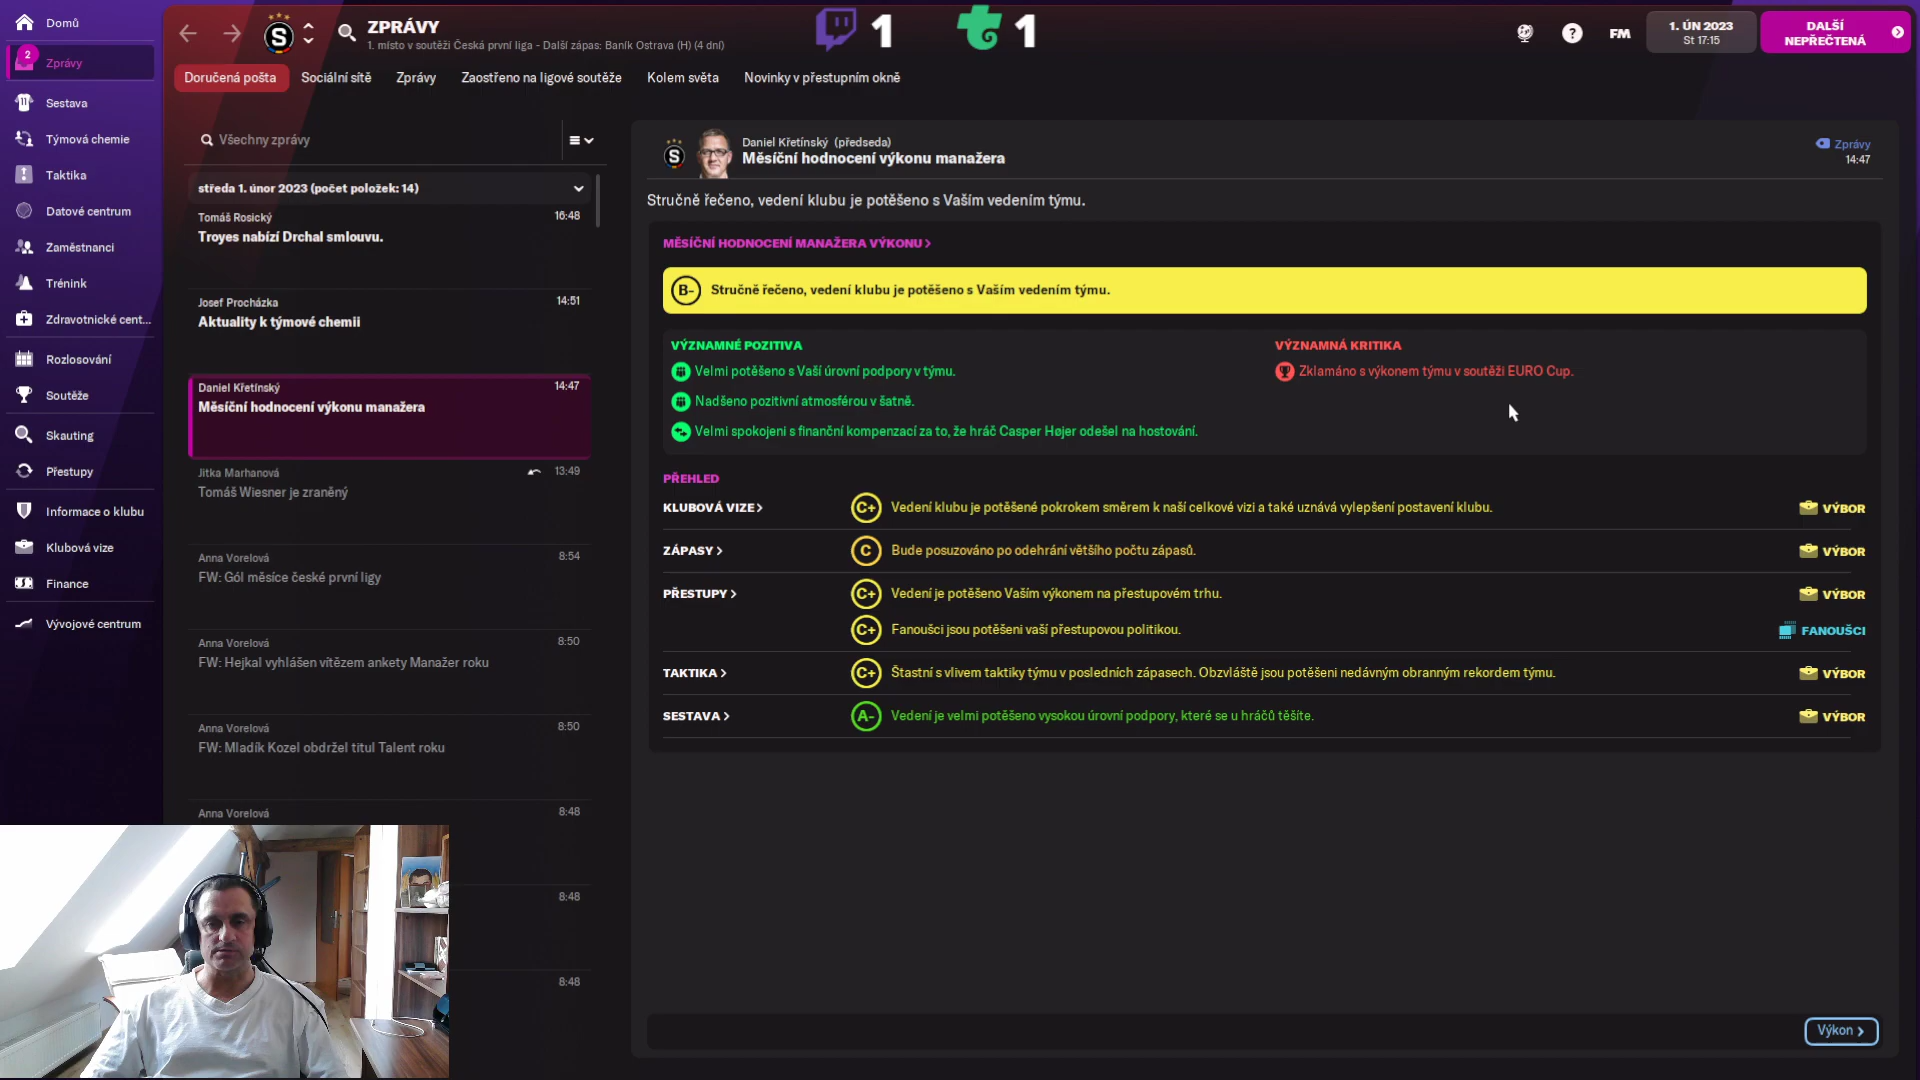 Domů
2
Zprávy
Sestava
Týmová chemie
Taktika
Datové centrum
Zaměstnanci
Trénink
Zdravotnické cent...
Rozlosování
Soutěže
Skauting
Přestupy
Informace o klubu
Klubová vize
Finance
Vývojové centrum
S
ZPRÁVY
1. místo v soutěži Česká první liga - Další zápas: Baník Ostrava (H) (4 dní)
1
1
?
FM
1. ÚN 2023
St 17:15
DALŠÍ
NEPŘEČTENÁ
Doručená pošta
Sociální sítě
Zprávy
Zaostřeno na ligové soutěže
Kolem světa
Novinky v přestupním okně
Všechny zprávy
středa 1. únor 2023 (počet položek: 14)
Tomáš Rosický 16:48
Troyes nabízí Drchal smlouvu.
Josef Procházka 14:51
Aktuality k týmové chemii
Daniel Křetínský 14:47
Měsíční hodnocení výkonu manažera
Jitka Marhanová 13:49
Tomáš Wiesner je zraněný
Anna Vorelová 8:54
FW: Gól měsíce české první ligy
Anna Vorelová 8:50
FW: Hejkal vyhlášen vítězem ankety Manažer roku
Anna Vorelová 8:50
FW: Mladík Kozel obdržel titul Talent roku
Anna Vorelová 8:48
8:48
8:48
S
Daniel Křetínský (předseda)
Měsíční hodnocení výkonu manažera
Zprávy
14:47
Stručně řečeno, vedení klubu je potěšeno s Vaším vedením týmu.
MĚSÍČNÍ HODNOCENÍ MANAŽERA VÝKONU >
B- Stručně řečeno, vedení klubu je potěšeno s Vaším vedením týmu.
VÝZNAMNÉ POZITIVA
Velmi potěšeno s Vaší úrovní podpory v týmu.
Nadšeno pozitivní atmosférou v šatně.
Velmi spokojeni s finanční kompenzací za to, že hráč Casper Højer odešel na hostování.
VÝZNAMNÁ KRITIKA
Zklamáno s výkonem týmu v soutěži EURO Cup.
PŘEHLED
KLUBOVÁ VIZE > C+ Vedení klubu je potěšené pokrokem směrem k naší celkové vizi a také uznává vylepšení postavení klubu. VÝBOR
ZÁPASY > C Bude posuzováno po odehrání většího počtu zápasů. VÝBOR
PŘESTUPY > C+ Vedení je potěšeno Vaším výkonem na přestupovém trhu. VÝBOR
C+ Fanoušci jsou potěšeni vaší přestupovou politikou. FANOUŠCI
TAKTIKA > C+ Štastní s vlivem taktiky týmu v posledních zápasech. Obzvláště jsou potěšeni nedávným obranným rekordem týmu. VÝBOR
SESTAVA > A- Vedení je velmi potěšeno vysokou úrovní podpory, které se u hráčů těšíte. VÝBOR
Výkon >